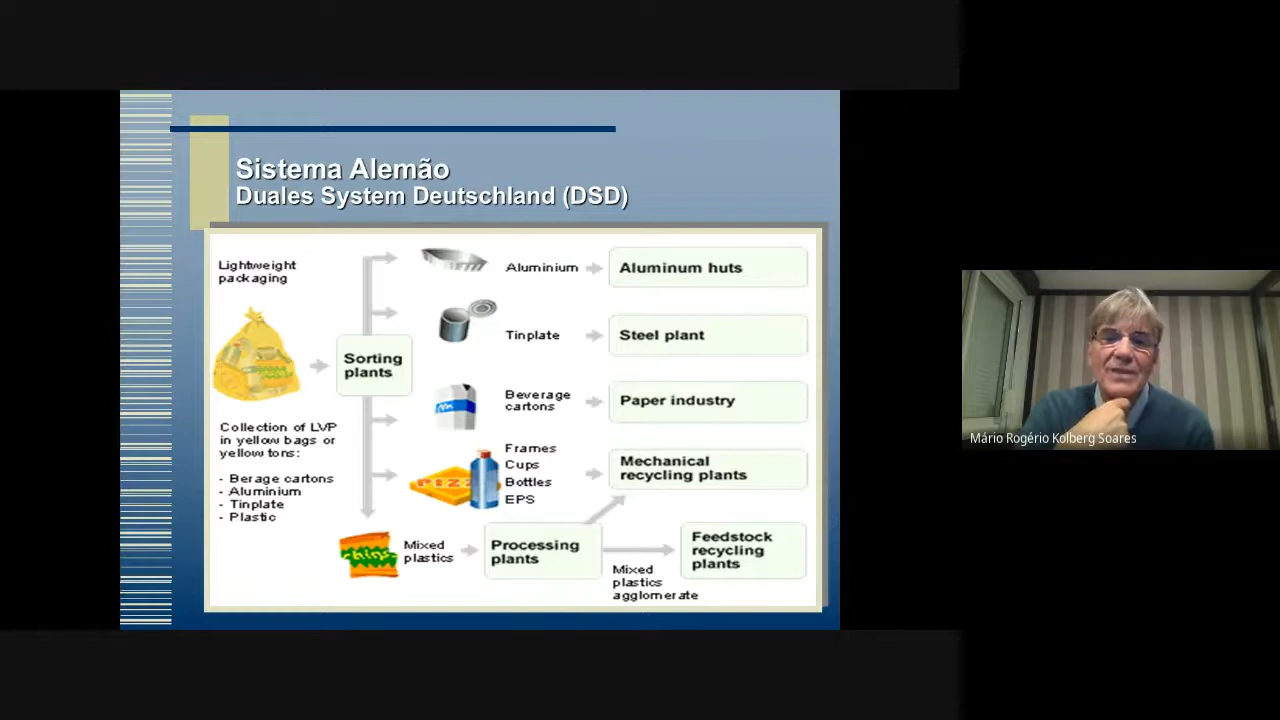 Sistema Alemão
Duales System Deutschland (DSD)
Lightweight
packaging
Sorting
plants
Collection of LVP
in yellow bags or
yellow tons:
- Berage cartons
- Aluminium
- Tinplate
- Plastic
Aluminium
Aluminum huts
Tinplate
Steel plant
Beverage
cartons
Paper industry
PIZZ
Frames
Cups
Bottles
EPS
Mechanical
recycling plants
chips
Mixed
plastics
Processing
plants
Mixed
plastics
agglomerate
Feedstock
recycling
plants
Mário Rogério Kolberg Soares